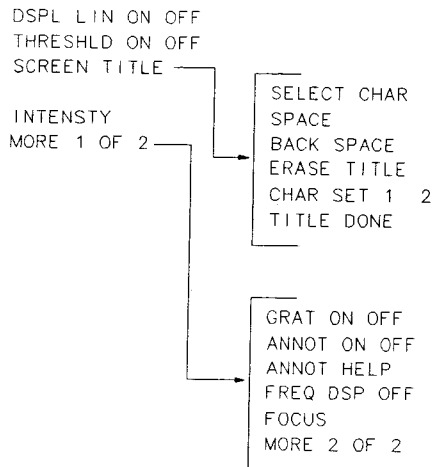 DSPL LIN ON OFF
THRESHLD ON OFF
SCREEN TITLE
INTENSTY
MORE 1 OF 2
SELECT CHAR
SPACE
BACK SPACE
ERASE TITLE
CHAR SET 1 2
TITLE DONE
GRAT ON OFF
ANNOT ON OFF
ANNOT HELP
FREQ DSP OFF
FOCUS
MORE 2 OF 2